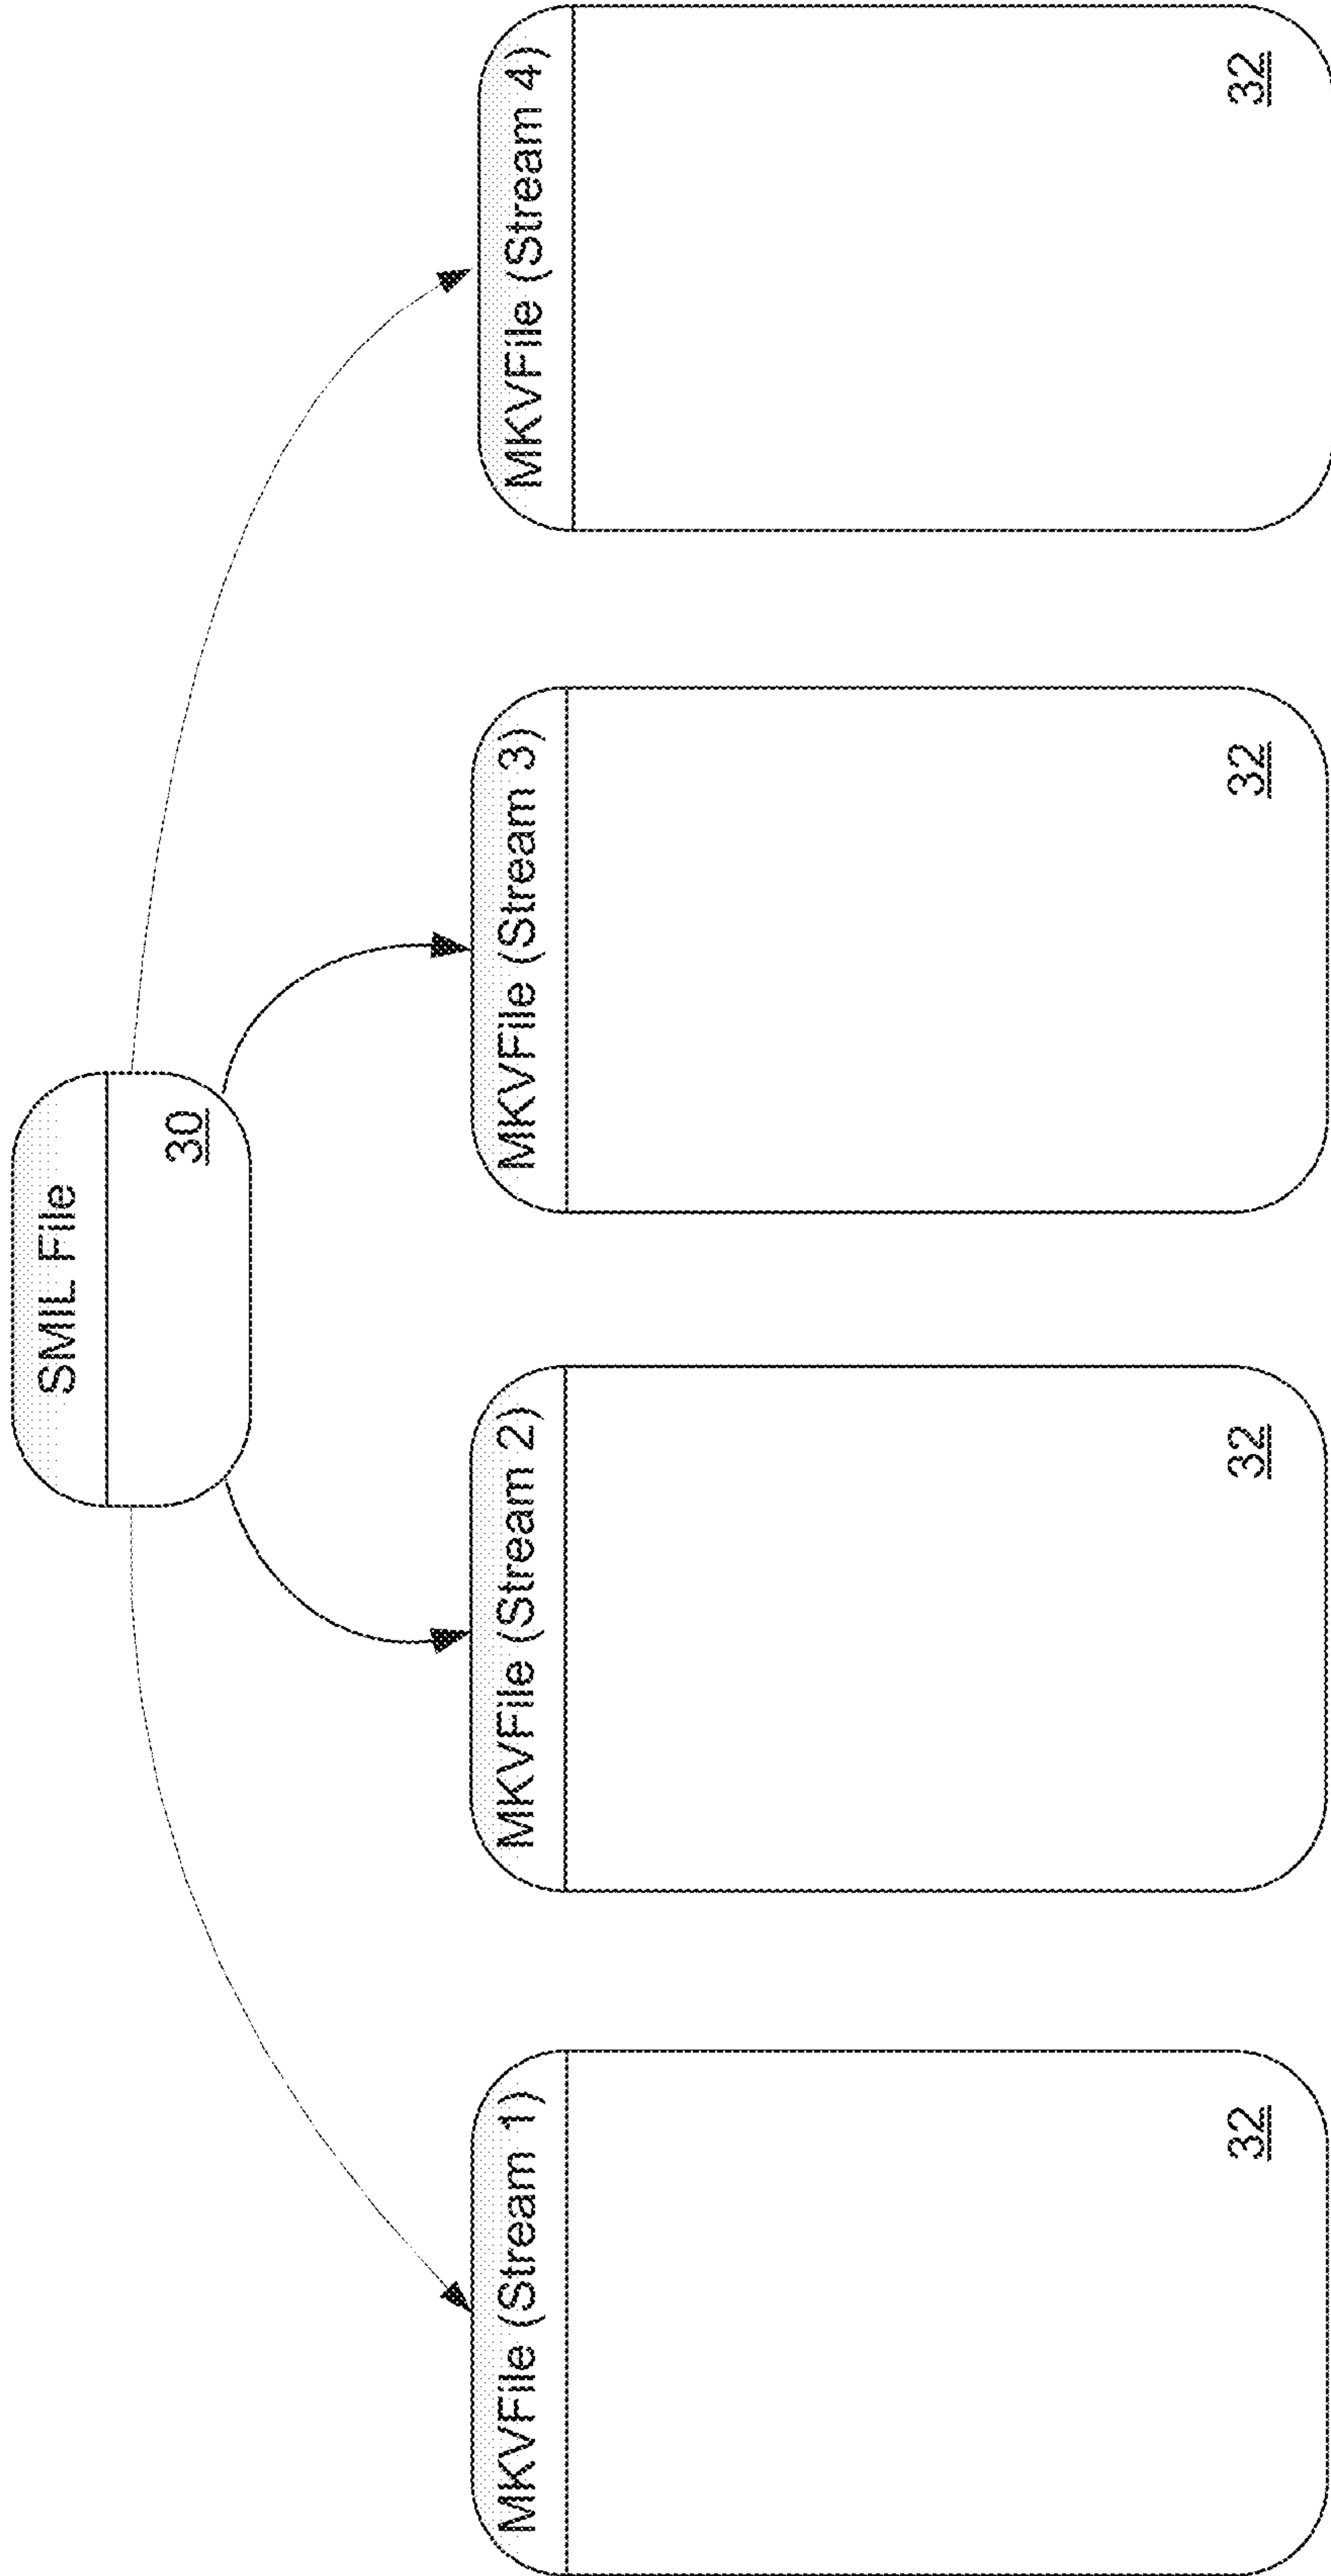 SMIL File
30
MKVFile (Stream 1)
32
MKVFile (Stream 2)
32
MKVFile (Stream 3)
32
MKVFile (Stream 4)
32